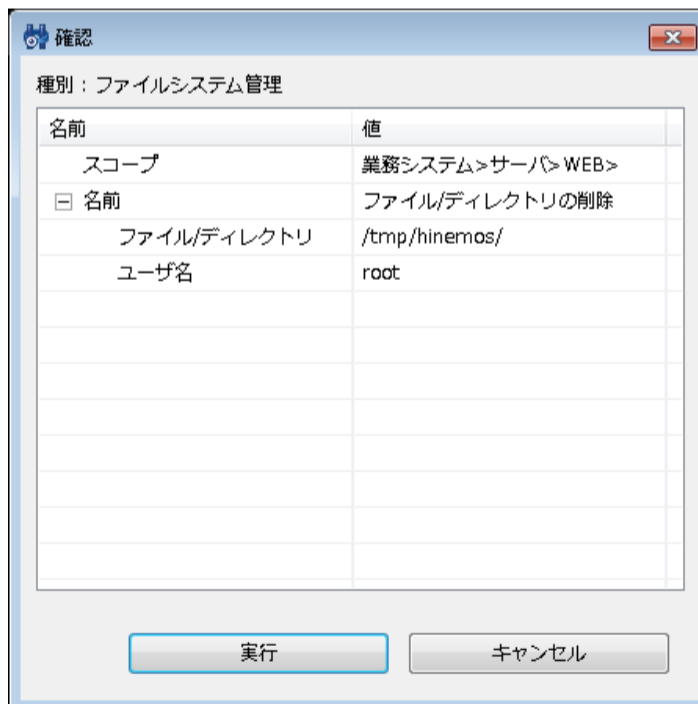 確認
種別：ファイルシステム管理
名前 値
スコープ 業務システム>サーバ>WEB>
名前 ファイル/ディレクトリの削除
ファイル/ディレクトリ /tmp/hinemos/
ユーザ名 root
実行 キャンセル